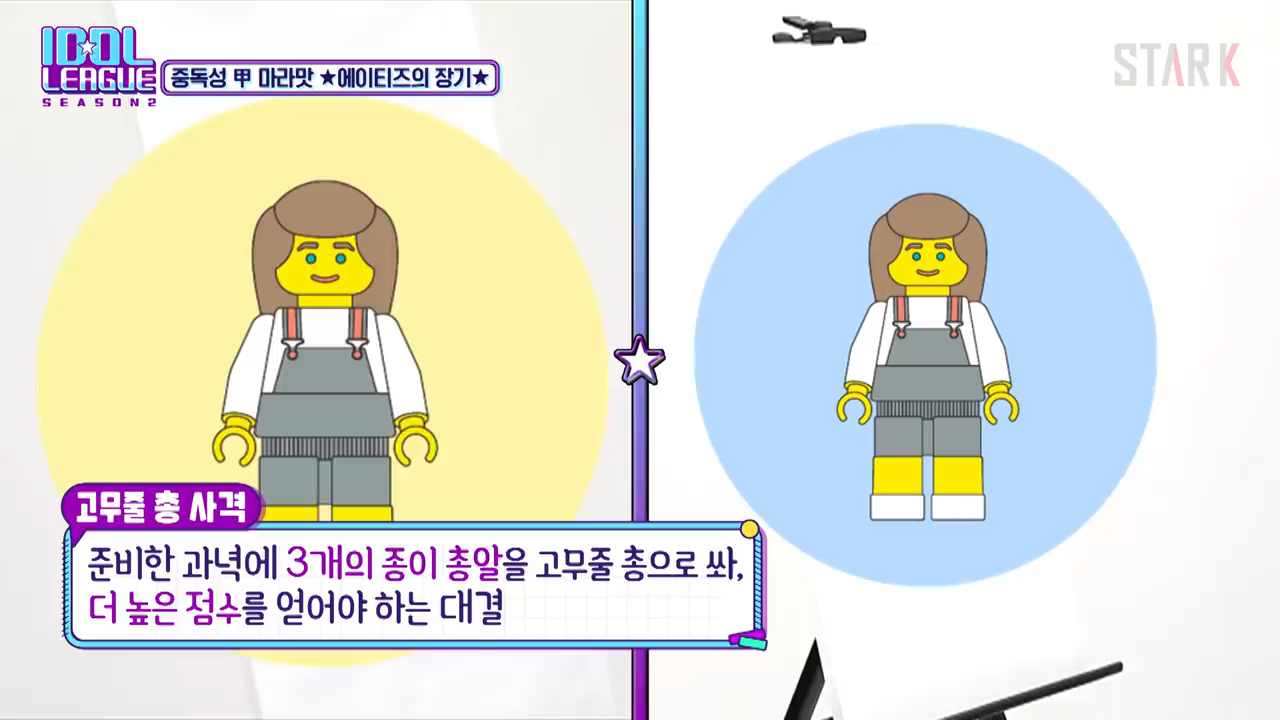 IDOL
LEAGUE
SEASON2
중독성 甲 마라맛 ★에이티즈의 장기★
STAR K
고무줄 총 사격
준비한 과녁에 3개의 종이 총알을 고무줄 총으로 쏴,
더 높은 점수를 얻어야 하는 대결